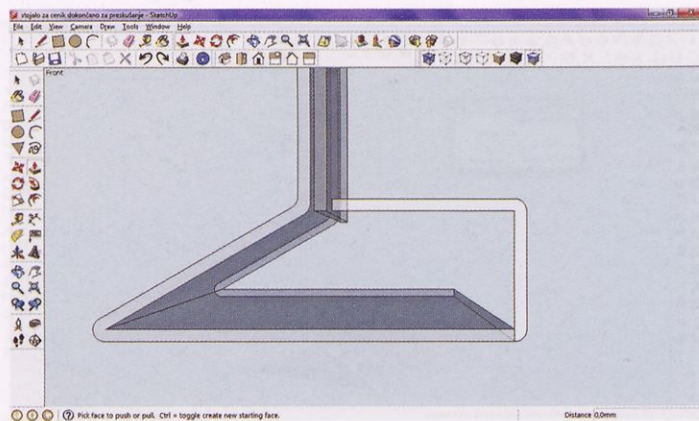 stojalo za cenik dokončano za preskušanje - SketchUp
File Edit View Camera Draw Tools Window Help
Front
Pick face to push or pull. Ctrl = toggle create new starting face.
Distance 0,0mm